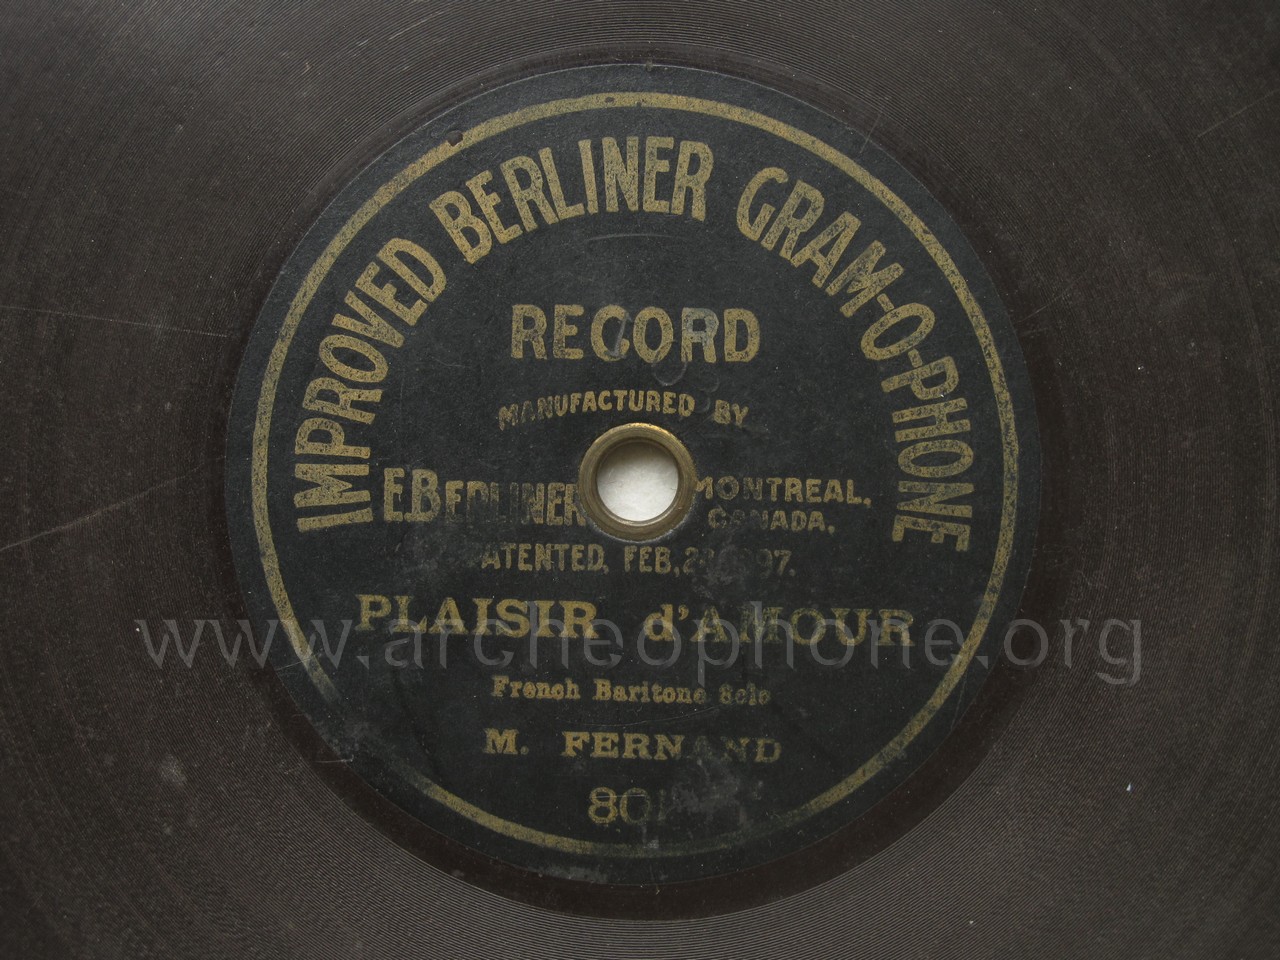 IMPROVED BERLINER GRAM-O-PHONE
RECORD
MANUFACTURED BY
E. BERLINER MONTREAL,
CANADA.
PATENTED, FEB,
PLAISIR d'AMOUR
www.archeophone.org
French Baritone Solo
M. FERNAND